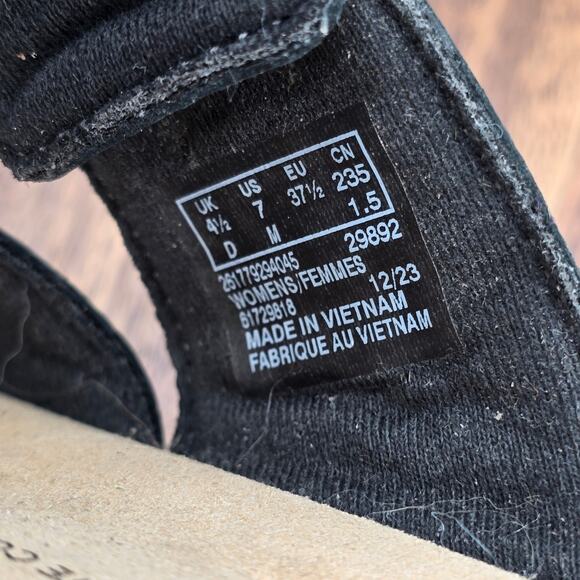 UK US EU CN
4½ 7 37½ 235
D M 1.5
261779294045 29892
WOMENS/FEMMES 12/23
61729818
MADE IN VIETNAM
FABRIQUE AU VIETNAM